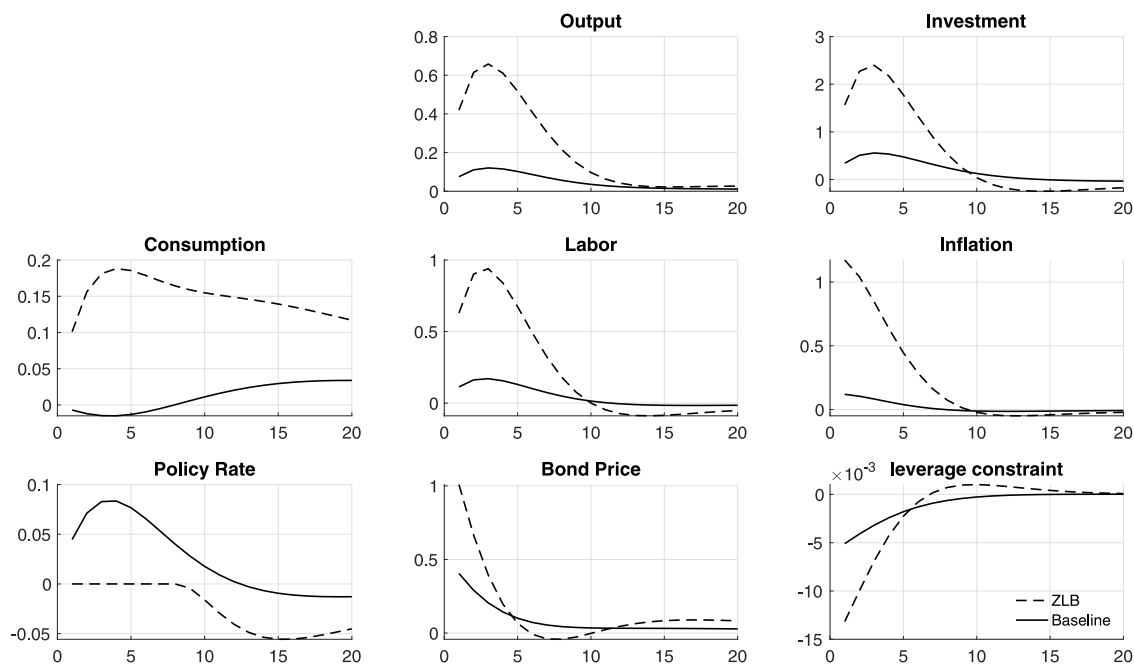 Output
0.8
0.6
0.4
0.2
0
0 5 10 15 20
Investment
3
2
1
0
0 5 10 15 20
Consumption
0.2
0.15
0.1
0.05
0
0 5 10 15 20
Labor
1
0.5
0
0 5 10 15 20
Inflation
1
0.5
0
0 5 10 15 20
Policy Rate
0.1
0.05
0
-0.05
0 5 10 15 20
Bond Price
1
0.5
0
0 5 10 15 20
×10⁻³ leverage constraint
0
-5
-10
-15
0 5 10 15 20
ZLB
Baseline